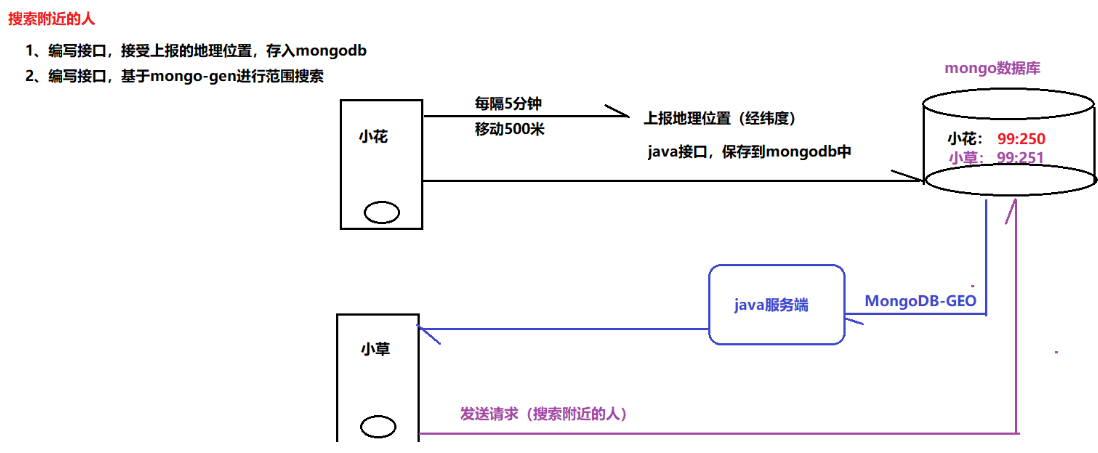 搜索附近的人
1、编写接口，接受上报的地理位置，存入mongodb
2、编写接口，基于mongo-gen进行范围搜索
mongo数据库
每隔5分钟
移动500米
小花
上报地理位置（经纬度）
java接口，保存到mongodb中
小花： 99:250
小草： 99:251
java服务端
MongoDB-GEO
小草
发送请求（搜索附近的人）